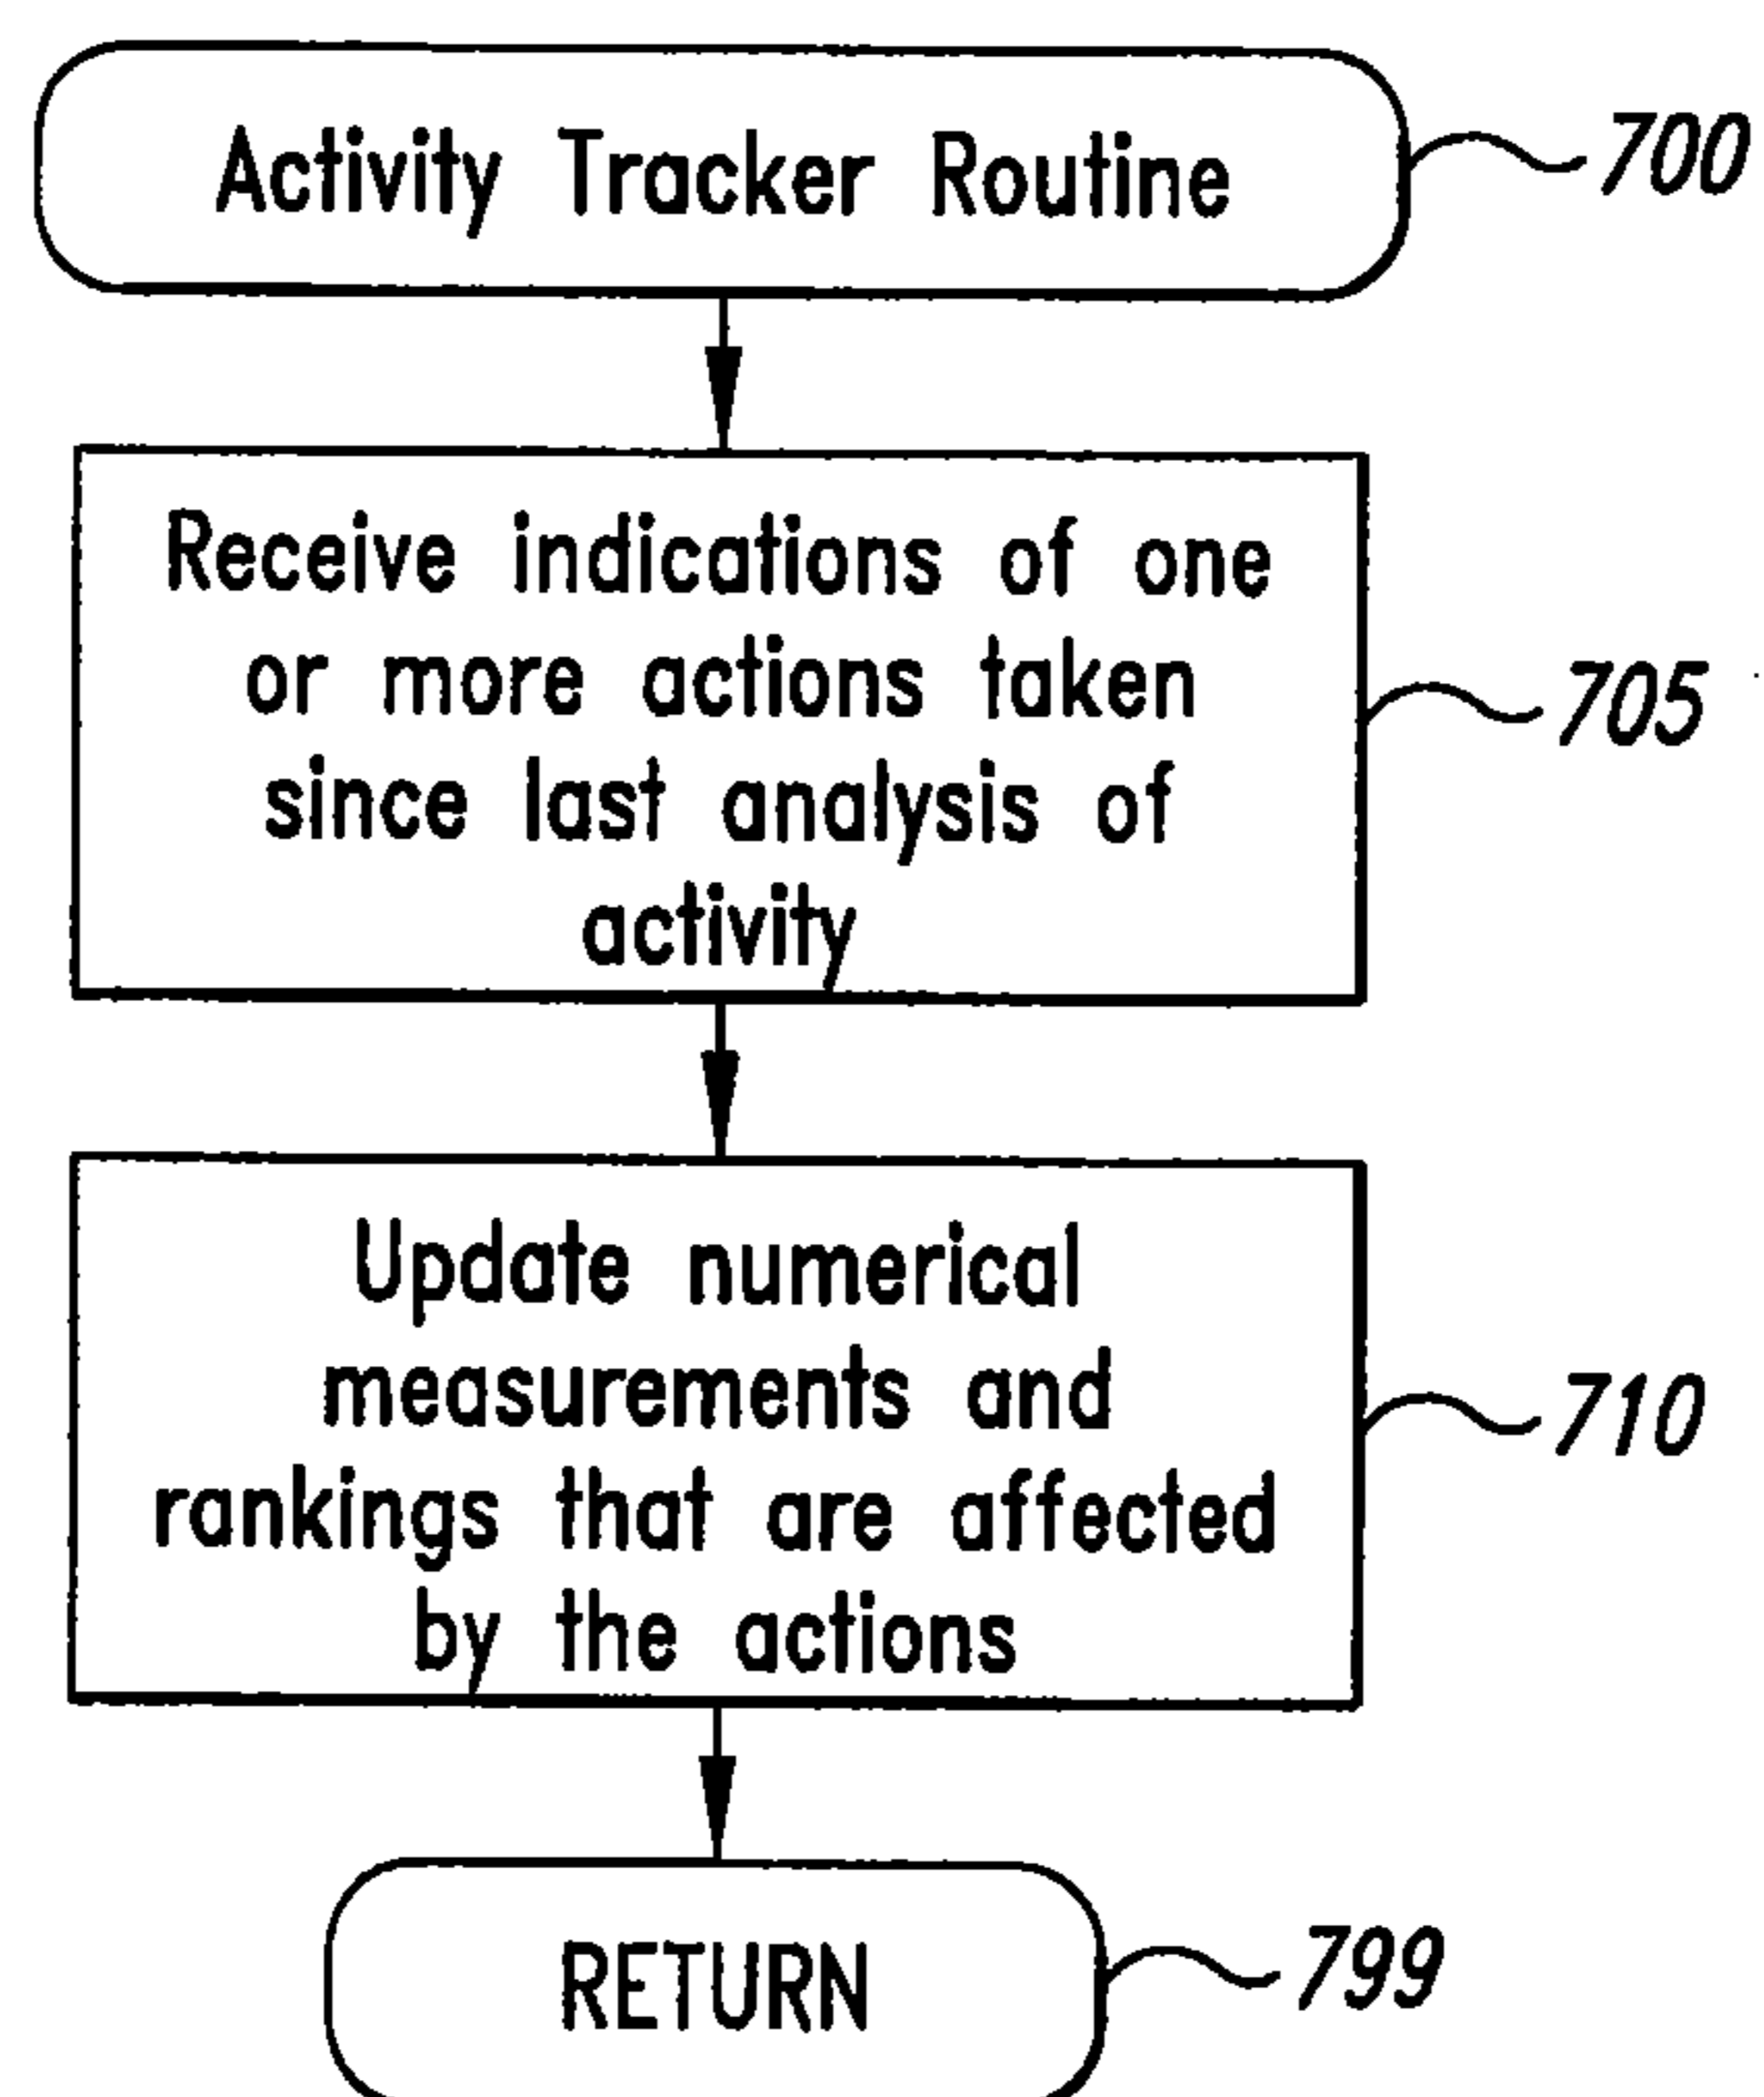 Activity Tracker Routine
700
Receive indications of one
or more actions taken
since last analysis of
activity
705
Update numerical
measurements and
rankings that are affected
by the actions
710
RETURN
799